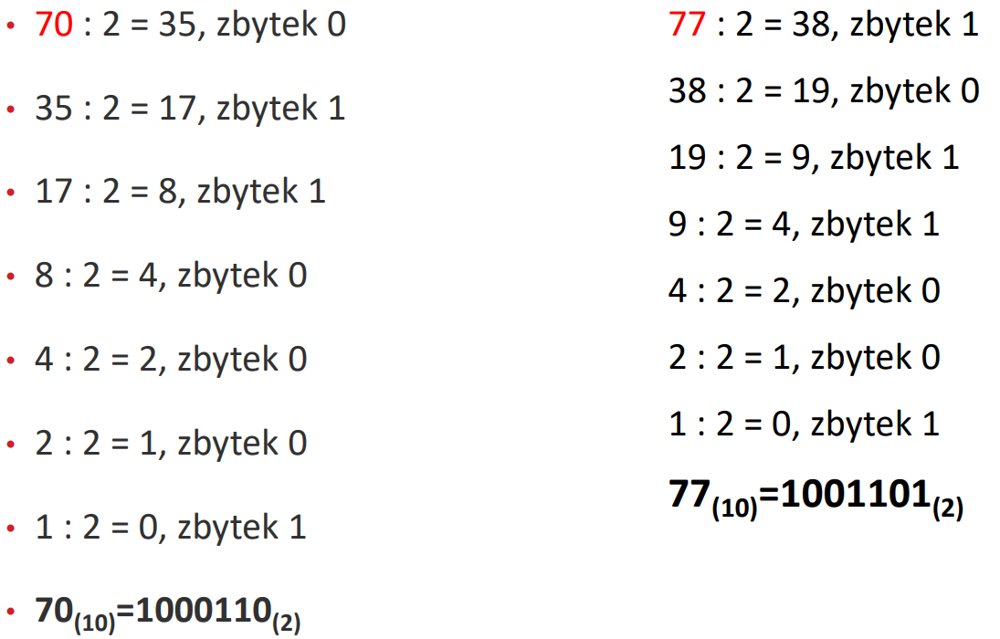 • 70 : 2 = 35, zbytek 0
• 35 : 2 = 17, zbytek 1
• 17 : 2 = 8, zbytek 1
• 8 : 2 = 4, zbytek 0
• 4 : 2 = 2, zbytek 0
• 2 : 2 = 1, zbytek 0
• 1 : 2 = 0, zbytek 1
• 70(10)=1000110(2)
77 : 2 = 38, zbytek 1
38 : 2 = 19, zbytek 0
19 : 2 = 9, zbytek 1
9 : 2 = 4, zbytek 1
4 : 2 = 2, zbytek 0
2 : 2 = 1, zbytek 0
1 : 2 = 0, zbytek 1
77(10)=1001101(2)